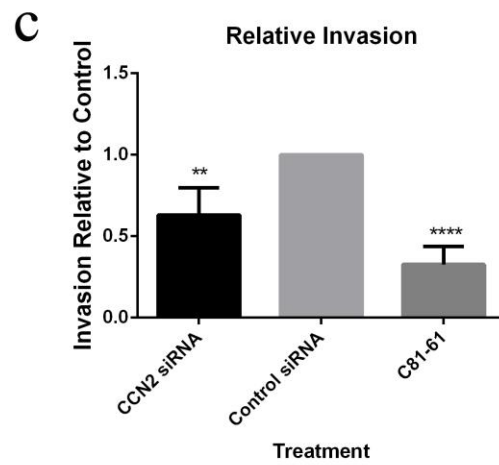 c
Relative Invasion
Invasion Relative to Control
1.5
1.0
0.5
0.0
**
****
CCN2 siRNA
Control siRNA
C81-61
Treatment